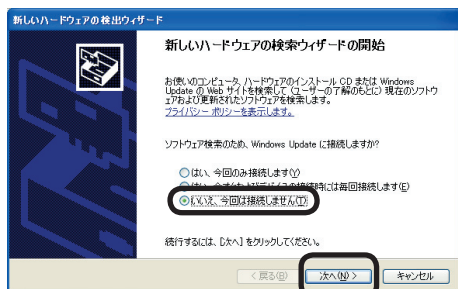 新しいハードウェアの検出ウィザード
新しいハードウェアの検索ウィザードの開始
お使いのコンピュータ、ハードウェアのインストール CD または Windows
Update の Web サイトを検索して (ユーザーの了解のもとに) 現在のソフトウ
ェアおよび更新されたソフトウェアを検索します。
プライバシー ポリシーを表示します。
ソフトウェア検索のため、Windows Update に接続しますか?
はい、今回のみ接続します(Y)
はい、今すぐおよびデバイスの接続時には毎回接続します(E)
いいえ、今回は接続しません(T)
続行するには、[次へ] をクリックしてください。
< 戻る(B)
次へ(N) >
キャンセル